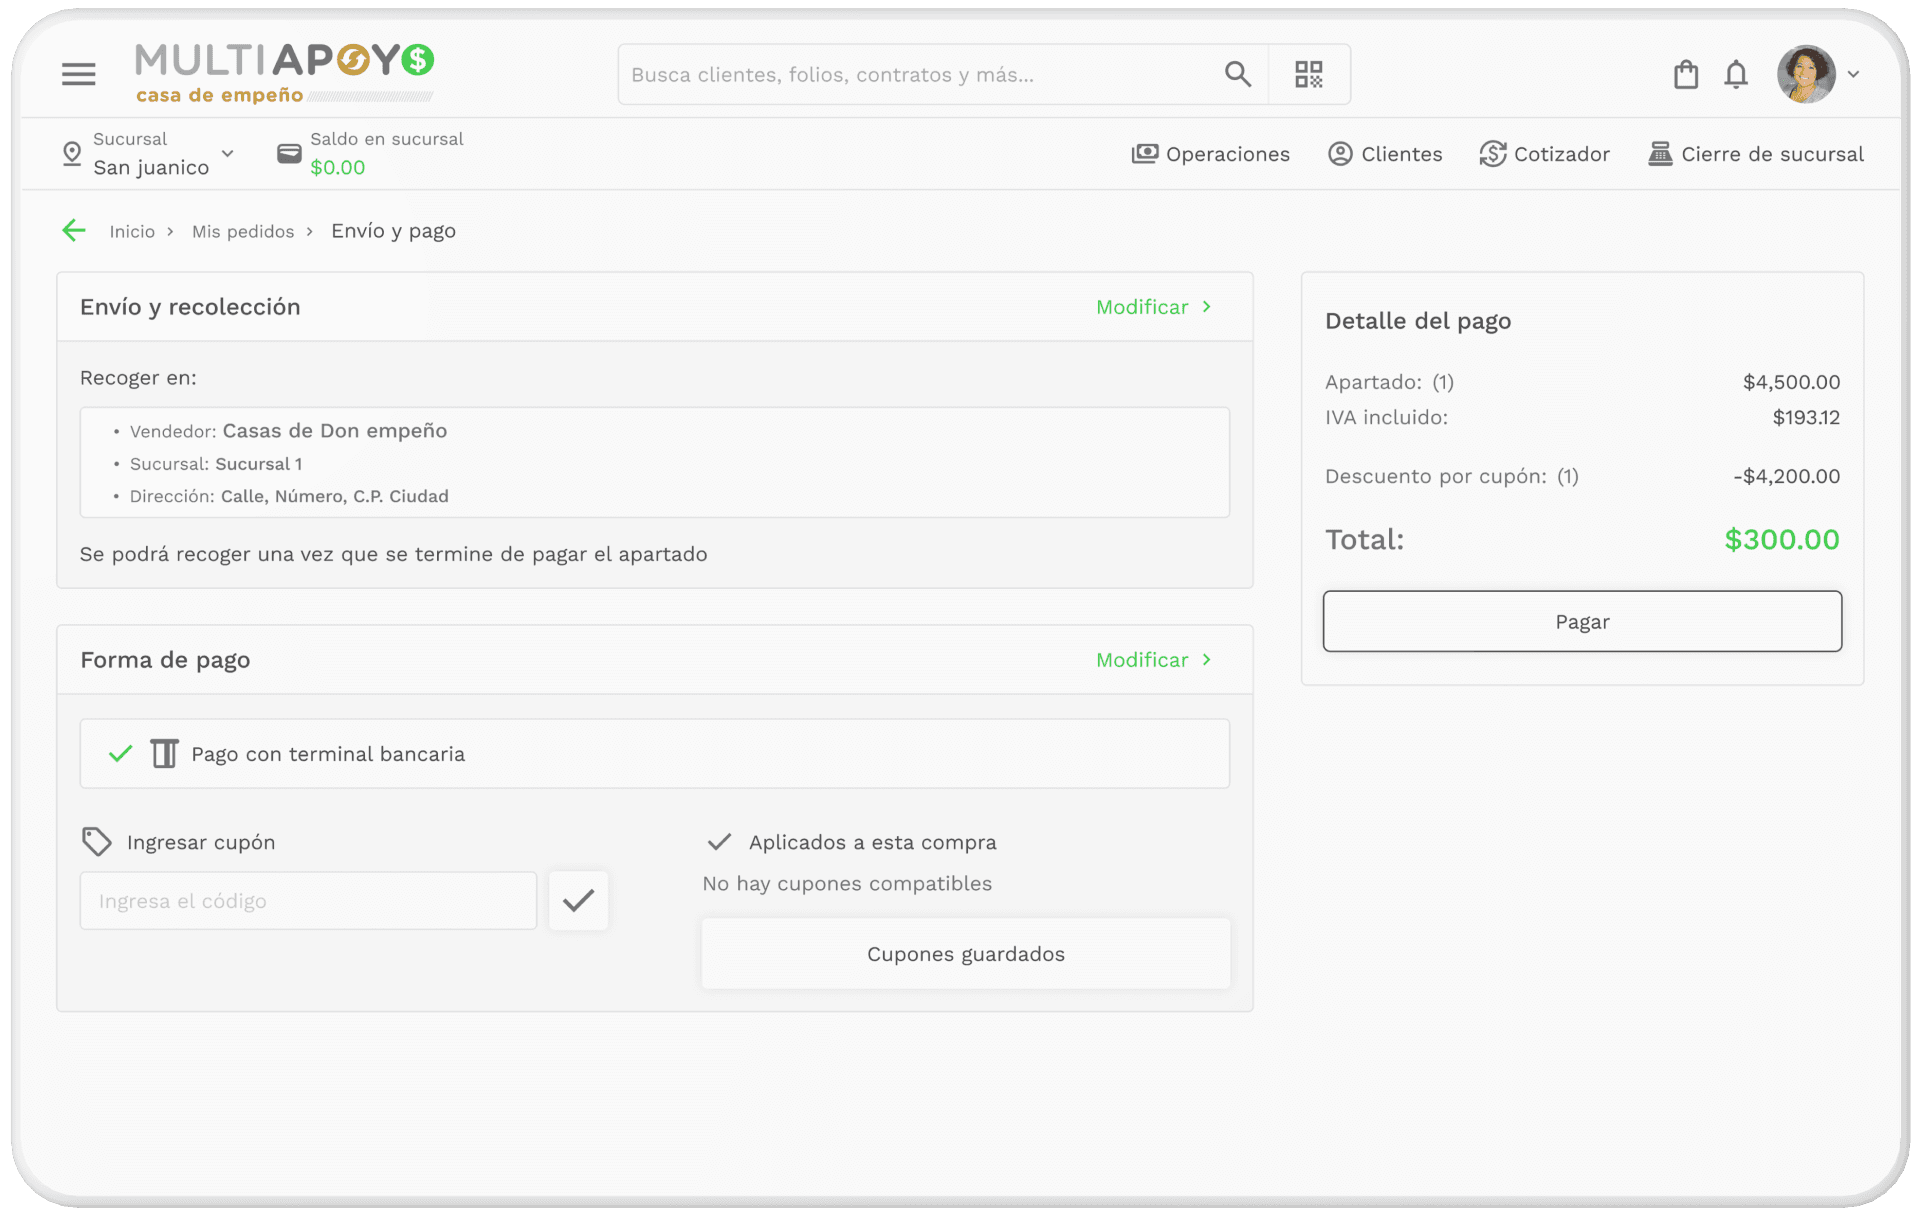 MULTIAPOYO$
casa de empeño
Busca clientes, folios, contratos y más...
Sucursal
San juanico
Saldo en sucursal
$0.00
Operaciones
Clientes
Cotizador
Cierre de sucursal
Inicio > Mis pedidos > Envío y pago
Envío y recolección
Modificar >
Recoger en:
• Vendedor: Casas de Don empeño
• Sucursal: Sucursal 1
• Dirección: Calle, Número, C.P. Ciudad
Se podrá recoger una vez que se termine de pagar el apartado
Forma de pago
Modificar >
Pago con terminal bancaria
Ingresar cupón
Ingresa el código
Aplicados a esta compra
No hay cupones compatibles
Cupones guardados
Detalle del pago
Apartado: (1) $4,500.00
IVA incluido: $193.12
Descuento por cupón: (1) -$4,200.00
Total: $300.00
Pagar